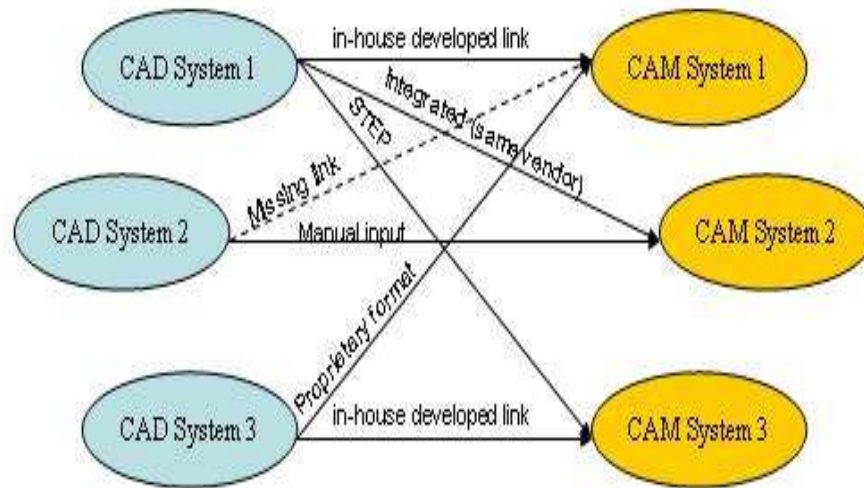 in-house developed link
CAD System 1
CAM System 1
Integrated (same vendor)
STEP
Missing link
CAD System 2
Manual input
CAM System 2
Proprietary format
CAD System 3
in-house developed link
CAM System 3